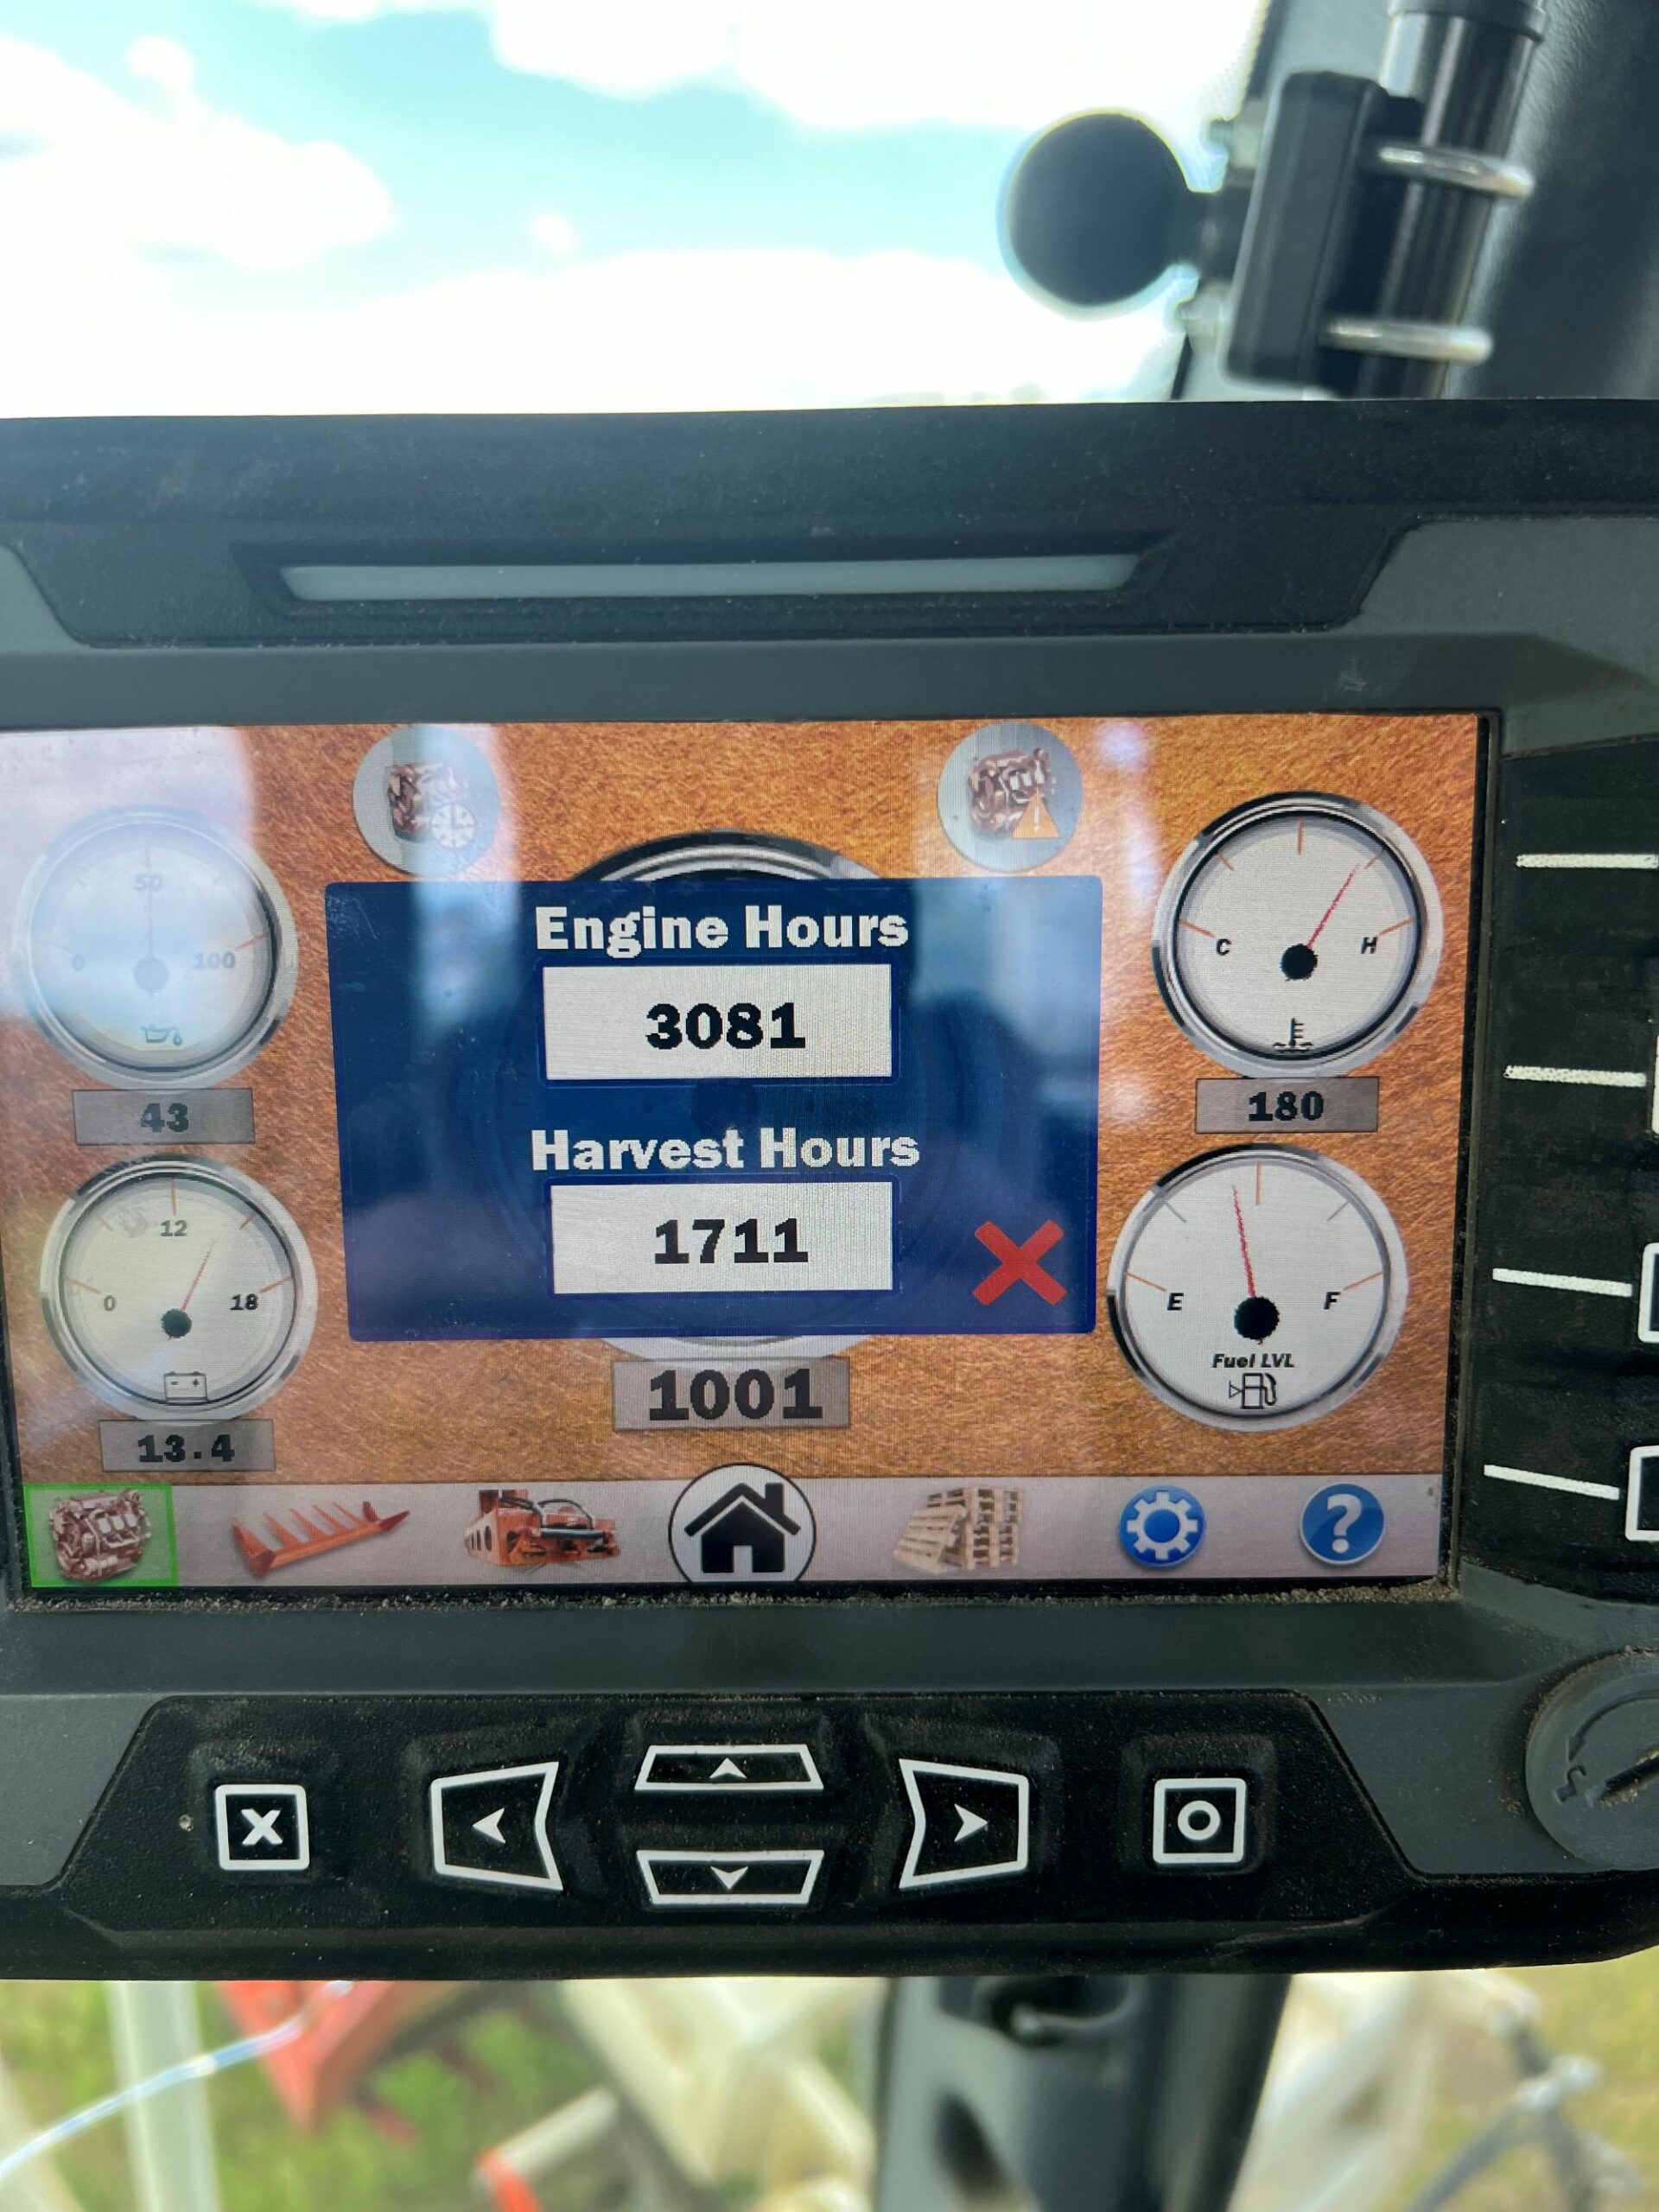 50
0 100
43
12
0 18
13.4
Engine Hours
3081
Harvest Hours
1711
1001
C H
180
E F
Fuel LVL